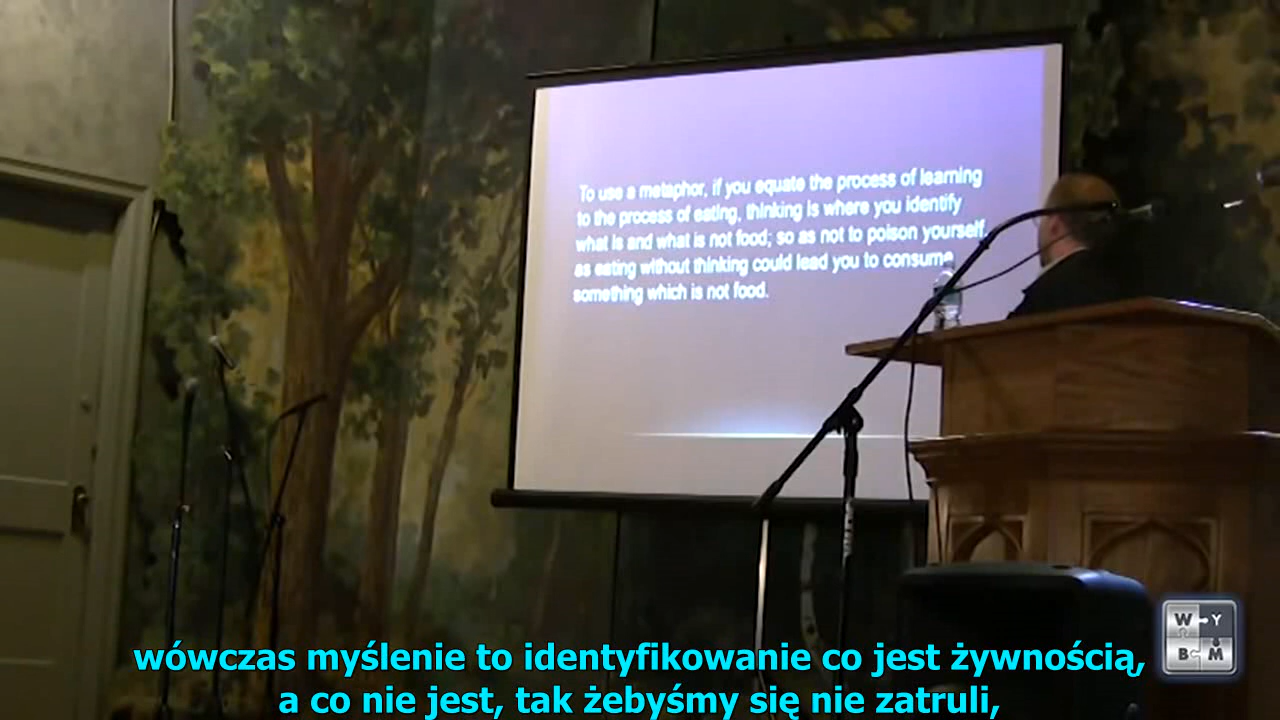 To use a metaphor, if you equate the process of learning
to the process of eating, thinking is where you identify
what is and what is not food; so as not to poison yourself,
as eating without thinking could lead you to consume
something which is not food.
wówczas myślenie to identyfikowanie co jest żywnością,
a co nie jest, tak żebyśmy się nie zatruli,
W Y
B M